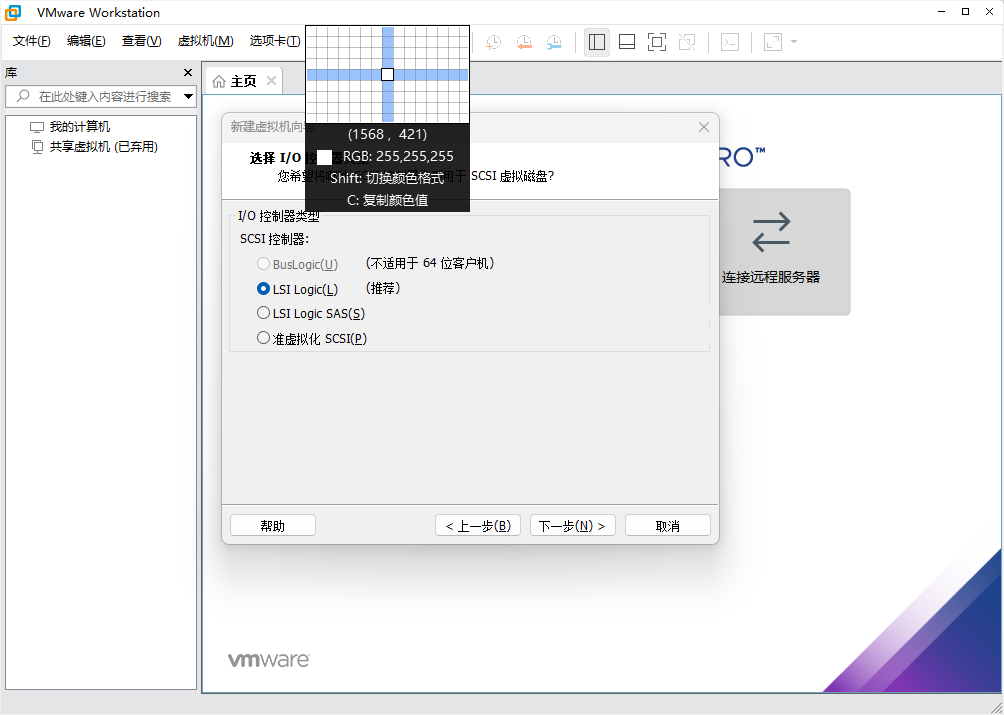 VMware Workstation
文件(F) 编辑(E) 查看(V) 虚拟机(M) 选项卡(T)
库
在此处键入内容进行搜索
我的计算机
共享虚拟机 (已弃用)
主页
(1568 , 421)
RGB: 255,255,255
Shift: 切换颜色格式
C: 复制颜色值
新建虚拟机向
选择 I/O
您希望将
用于 SCSI 虚拟磁盘?
RO™
I/O 控制器类型
SCSI 控制器:
BusLogic(U) (不适用于 64 位客户机)
LSI Logic(L) (推荐)
LSI Logic SAS(S)
准虚拟化 SCSI(P)
连接远程服务器
帮助 < 上一步(B) 下一步(N) > 取消
vmware